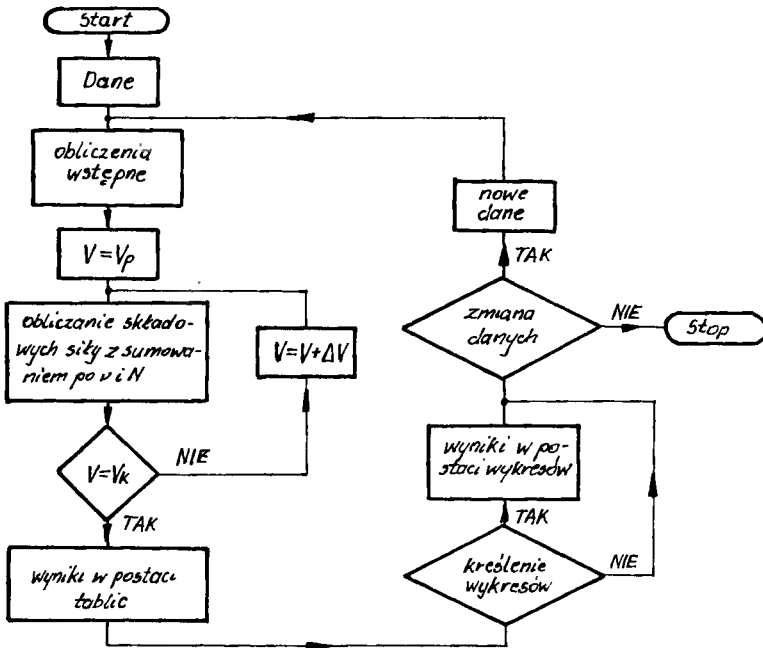 Start
Dane
obliczenia
wstępne
V = Vp
obliczanie składo-
wych siły z sumowa-
niem po ν i N
V = V + ΔV
V = Vk
NIE
TAK
wyniki w postaci
tablic
kreślenie
wykresów
NIE
TAK
wyniki w po-
staci wykresów
zmiana
danych
NIE
Stop
TAK
nowe
dane